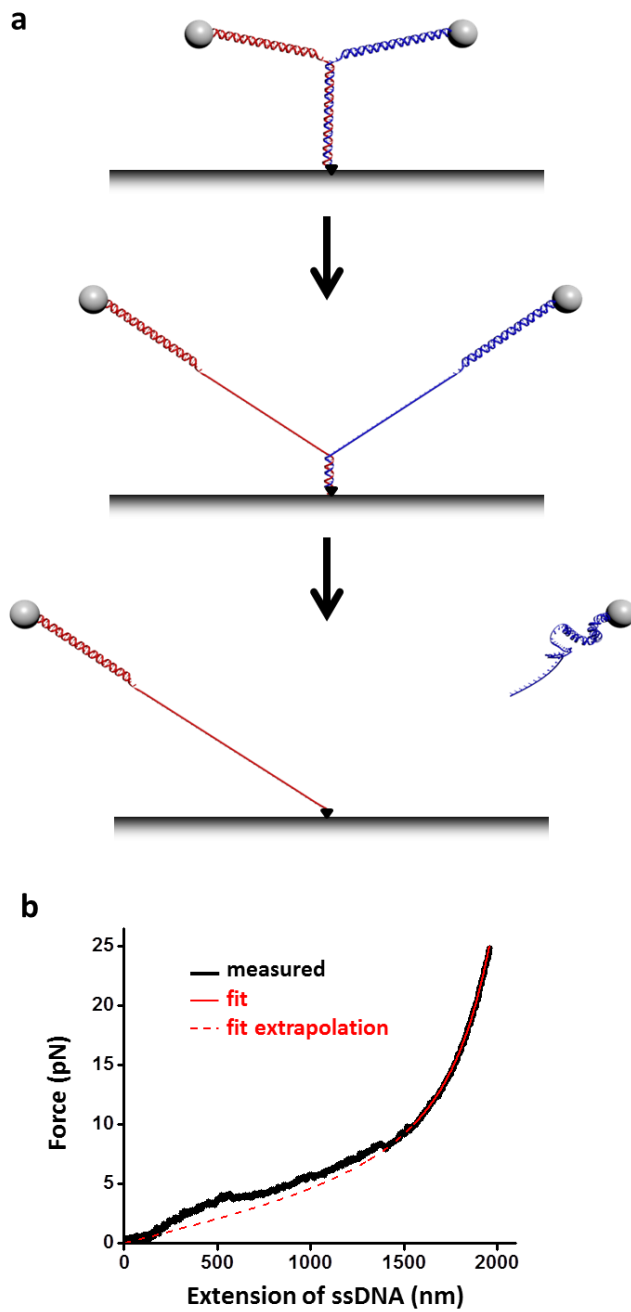 a
b
25
20
15
10
5
0
Force (pN)
measured
fit
fit extrapolation
0 500 1000 1500 2000
Extension of ssDNA (nm)